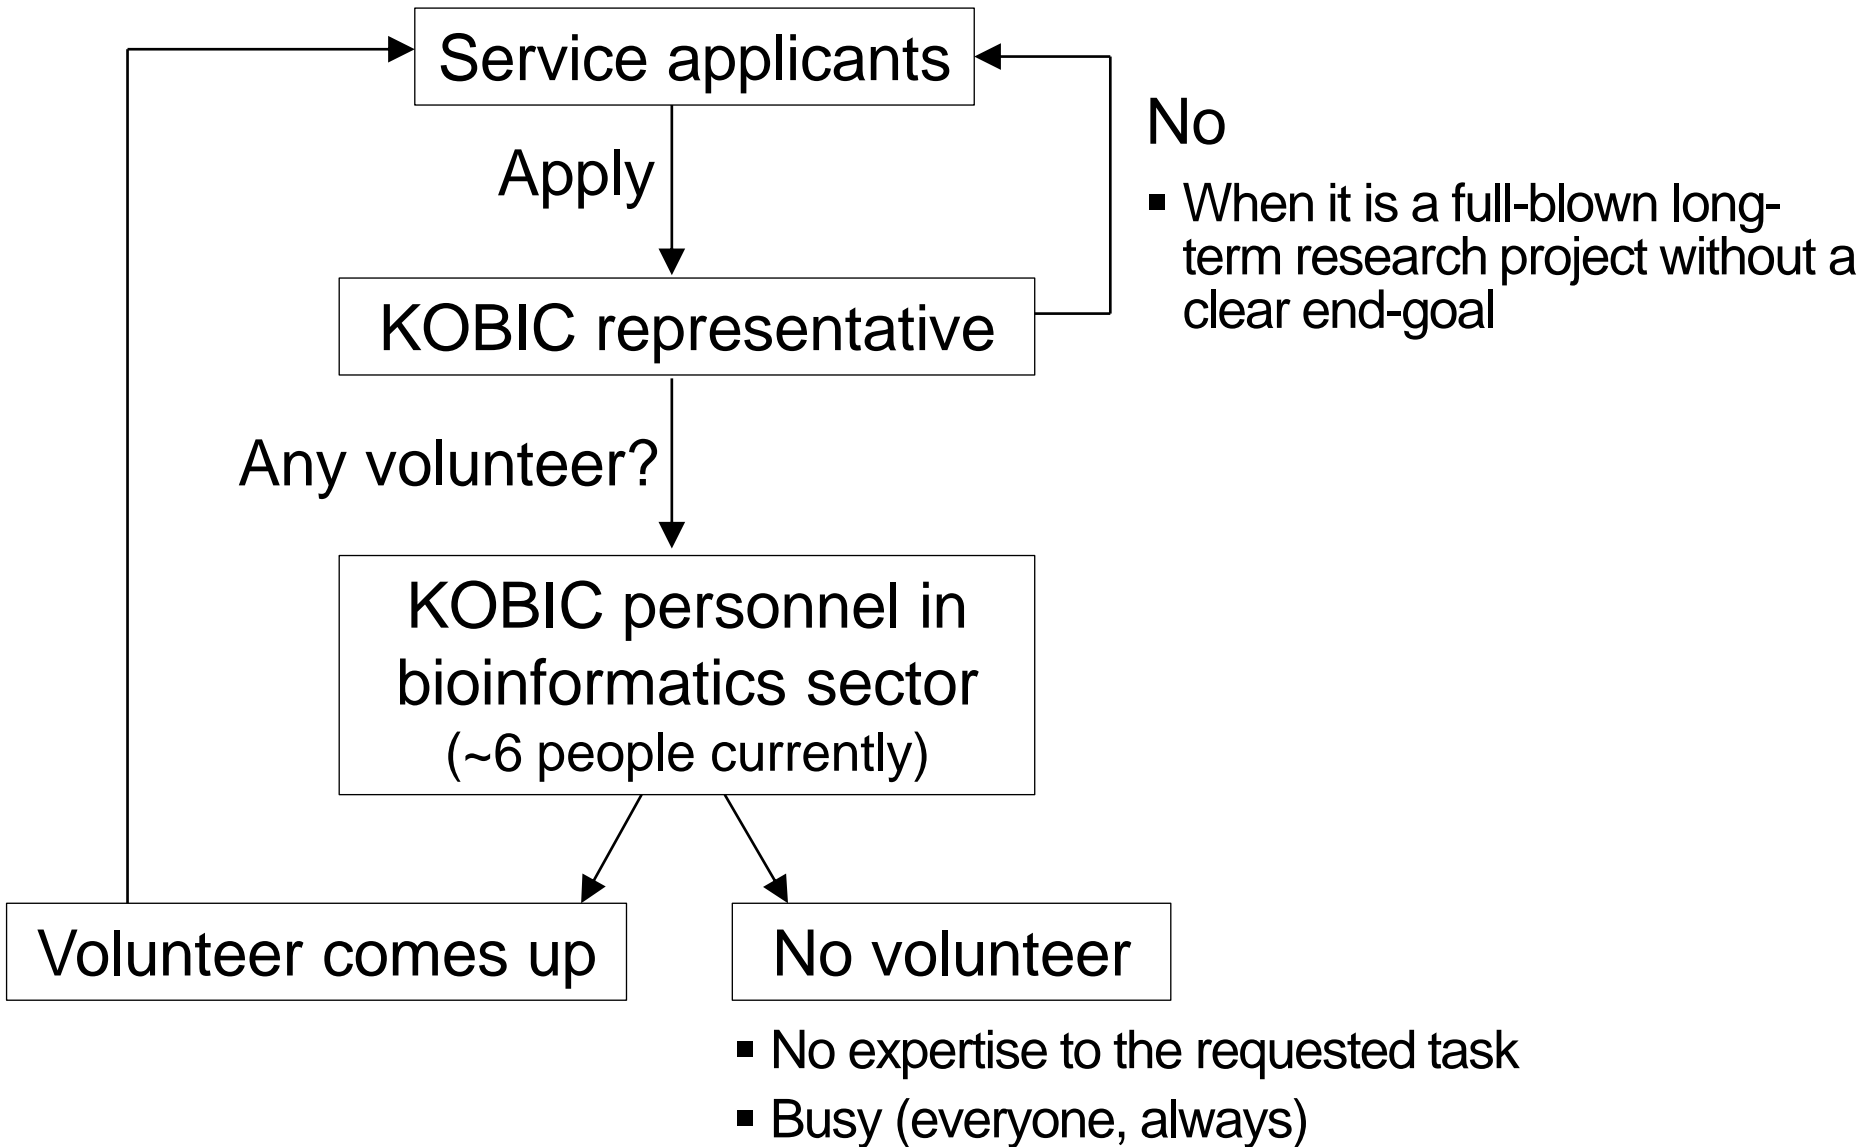 Service applicants
No
Apply
▪ When it is a full-blown long-
term research project without a
clear end-goal
KOBIC representative
Any volunteer?
KOBIC personnel in
bioinformatics sector
(~6 people currently)
Volunteer comes up
No volunteer
▪ No expertise to the requested task
▪ Busy (everyone, always)